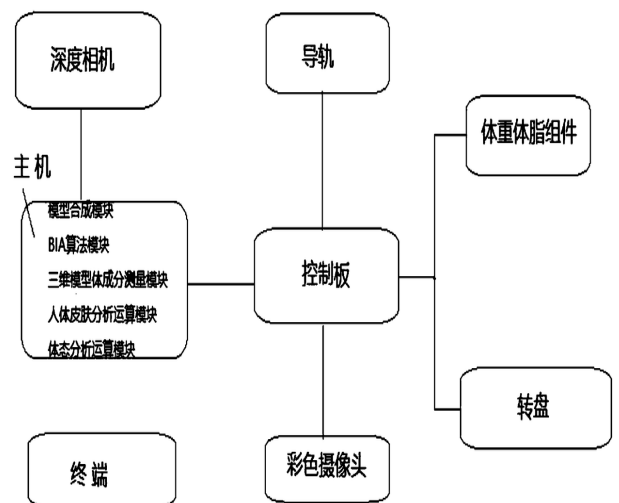 深度相机
导轨
体重体脂组件
主机
模型合成模块
BIA算法模块
三维模型体成分测量模块
人体皮肤分析运算模块
体态分析运算模块
控制板
转盘
终端
彩色摄像头